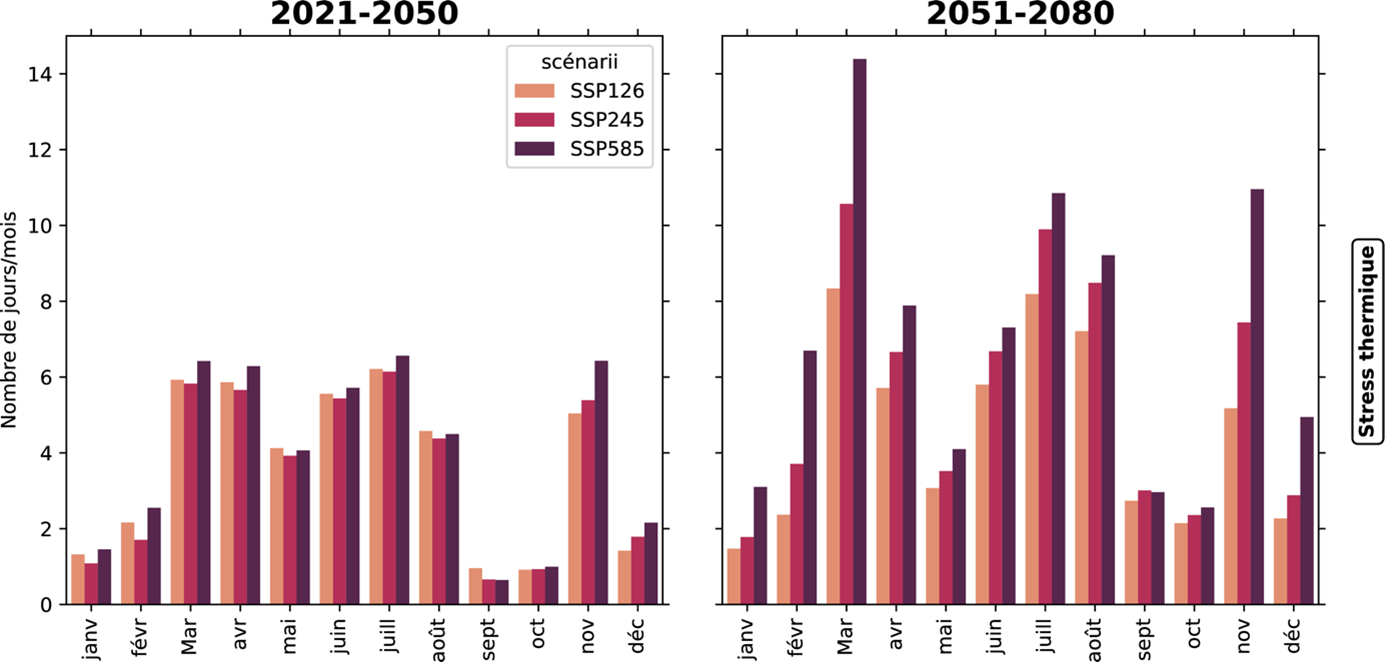 2021-2050
2051-2080
Nombre de jours/mois
14
12
10
8
6
4
2
0
scénarii
SSP126
SSP245
SSP585
janv
févr
Mar
avr
mai
juin
juill
août
sept
oct
nov
déc
janv
févr
Mar
avr
mai
juin
juill
août
sept
oct
nov
déc
Stress thermique